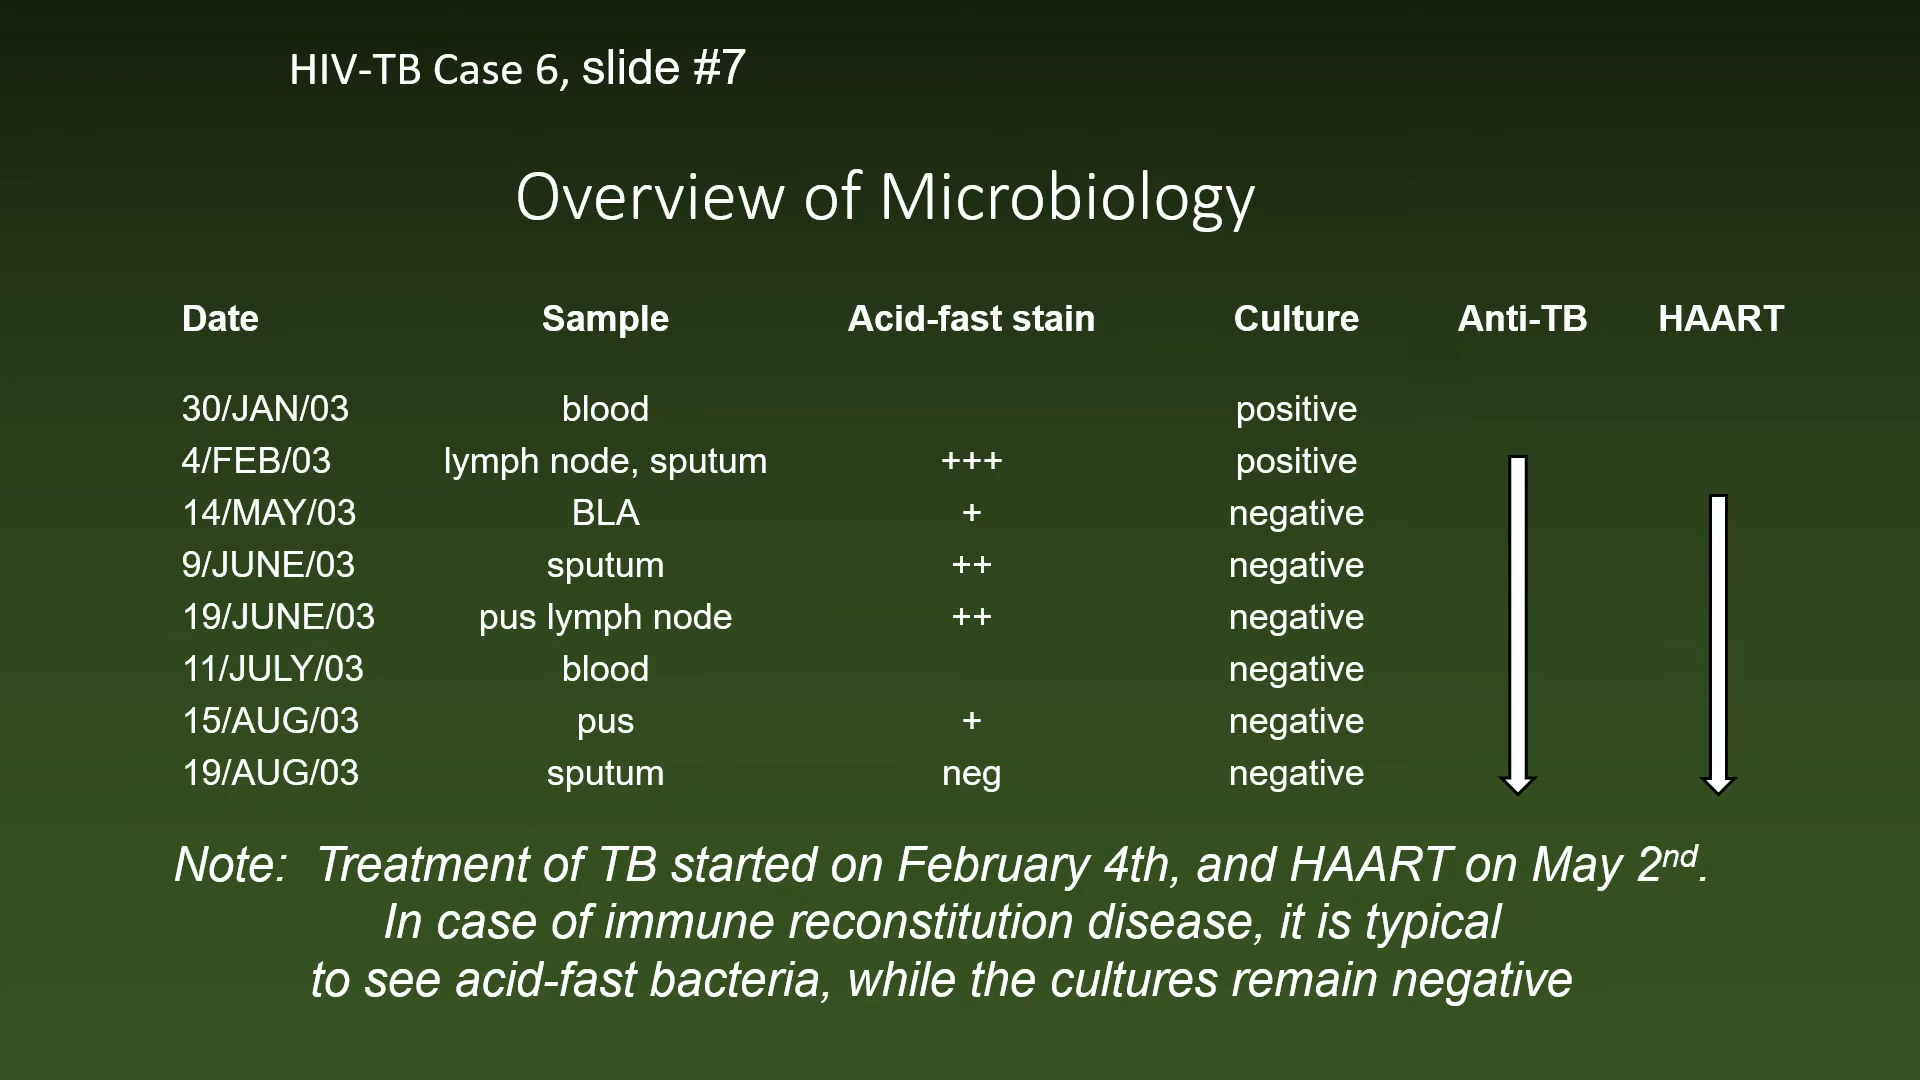 HIV-TB Case 6, slide #7
Overview of Microbiology
Date Sample Acid-fast stain Culture Anti-TB HAART
30/JAN/03 blood positive
4/FEB/03 lymph node, sputum +++ positive
14/MAY/03 BLA + negative
9/JUNE/03 sputum ++ negative
19/JUNE/03 pus lymph node ++ negative
11/JULY/03 blood negative
15/AUG/03 pus + negative
19/AUG/03 sputum neg negative
Note: Treatment of TB started on February 4th, and HAART on May 2nd.
In case of immune reconstitution disease, it is typical
to see acid-fast bacteria, while the cultures remain negative